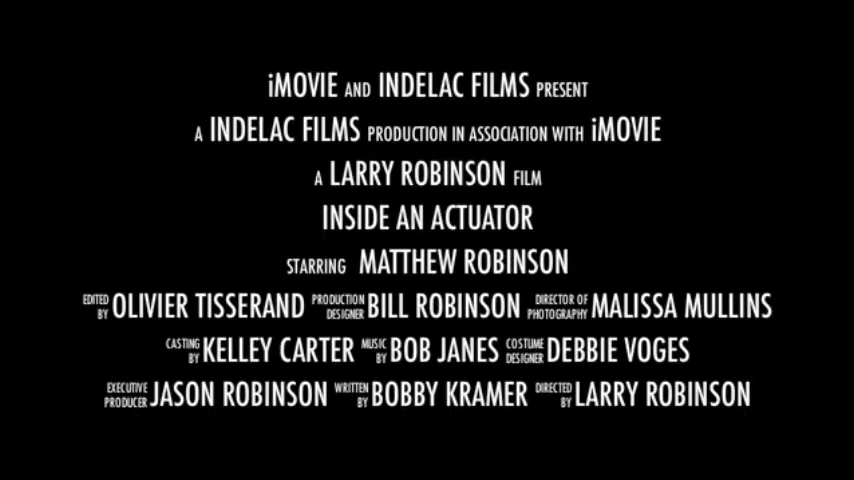 iMOVIE AND INDELAC FILMS PRESENT
A INDELAC FILMS PRODUCTION IN ASSOCIATION WITH iMOVIE
A LARRY ROBINSON FILM
INSIDE AN ACTUATOR
STARRING MATTHEW ROBINSON
EDITED BY OLIVIER TISSERAND PRODUCTION DESIGNER BILL ROBINSON DIRECTOR OF PHOTOGRAPHY MALISSA MULLINS
CASTING BY KELLEY CARTER MUSIC BY BOB JANES COSTUME DESIGNER DEBBIE VOGES
EXECUTIVE PRODUCER JASON ROBINSON WRITTEN BY BOBBY KRAMER DIRECTED BY LARRY ROBINSON